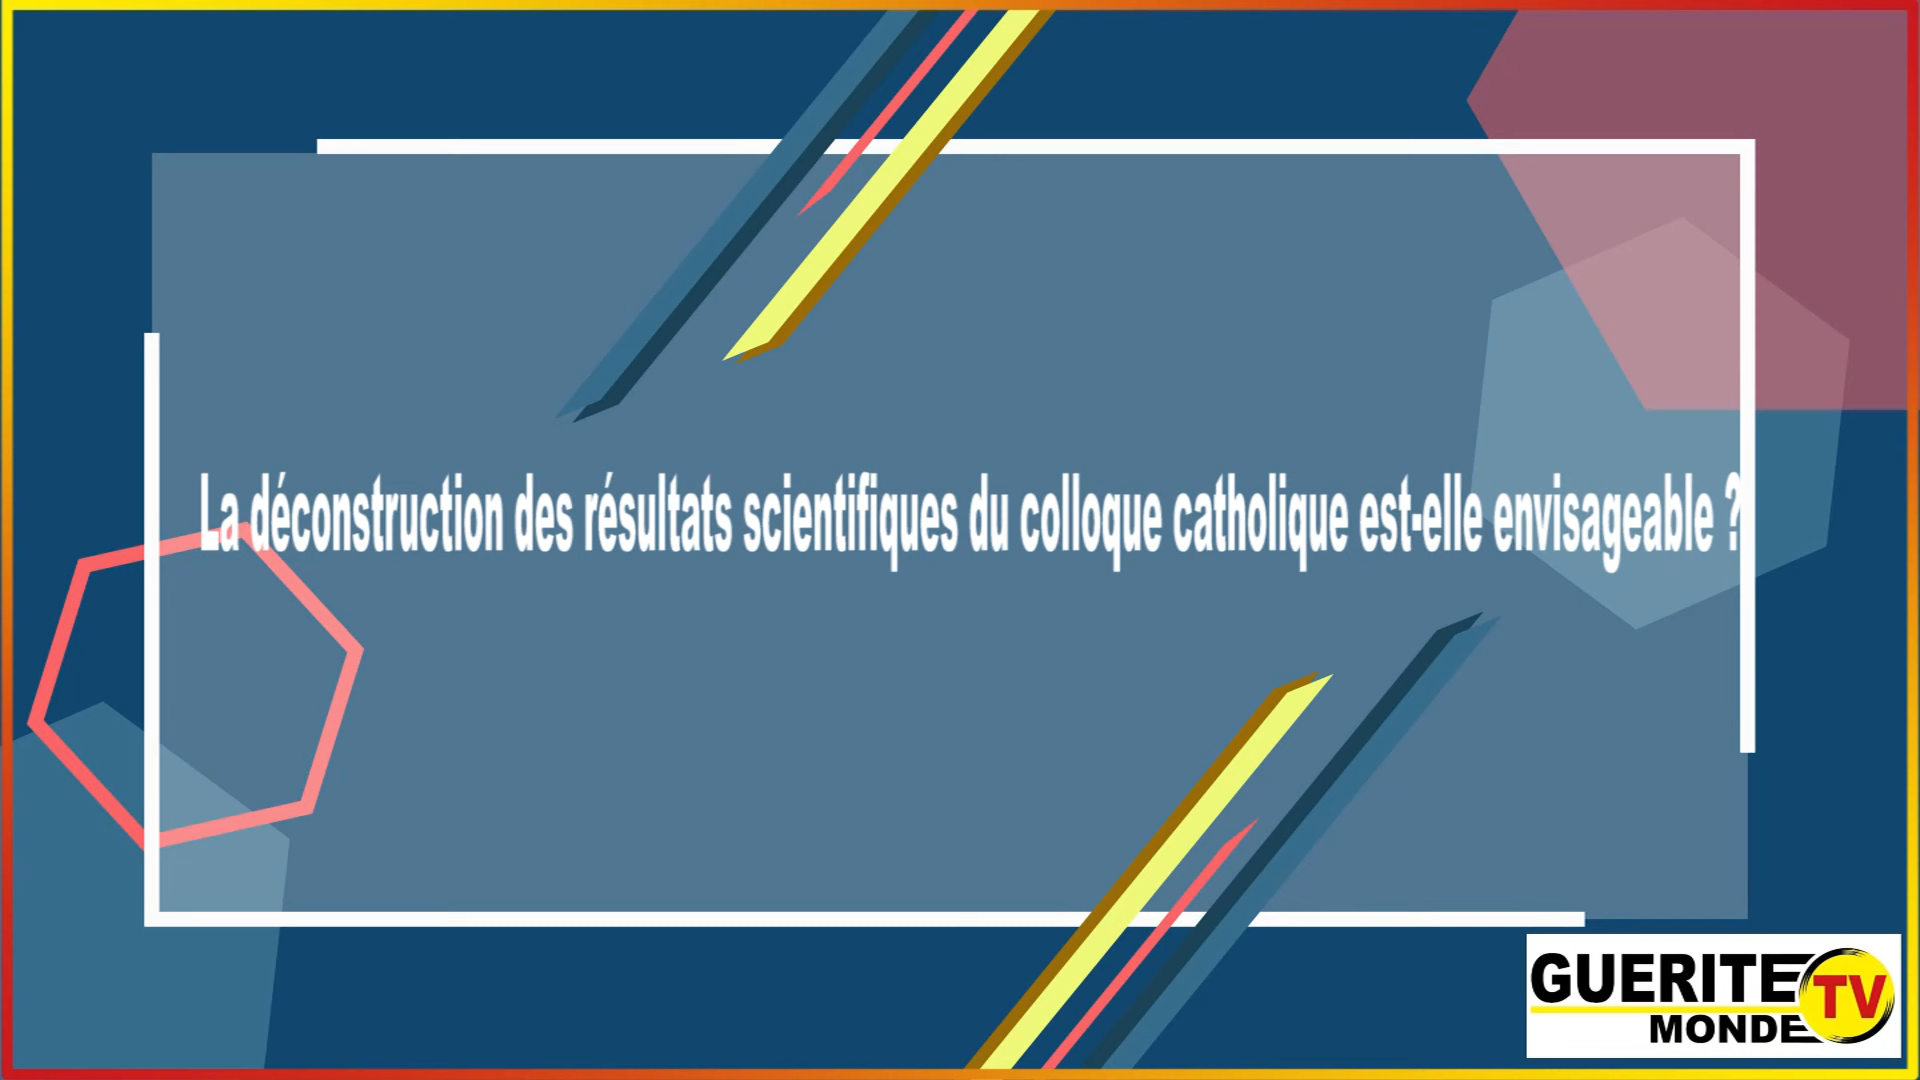 La déconstruction des résultats scientifiques du colloque catholique est-elle envisageable ?
GUERITE
TV
MONDE